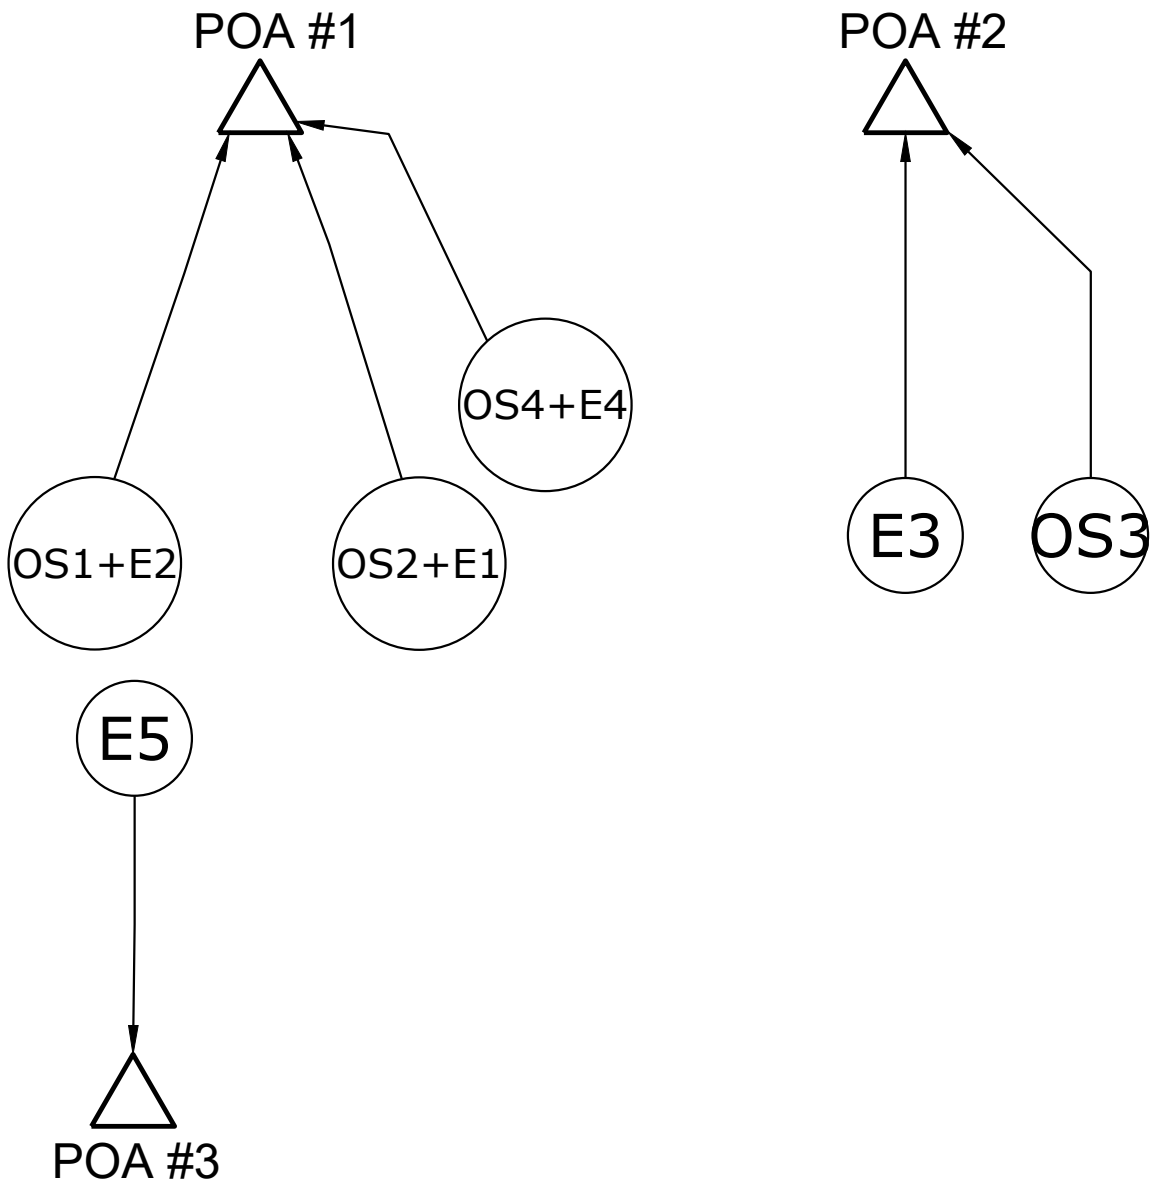 POA #1
POA #2
OS4+E4
OS1+E2
OS2+E1
E3
OS3
E5
POA #3